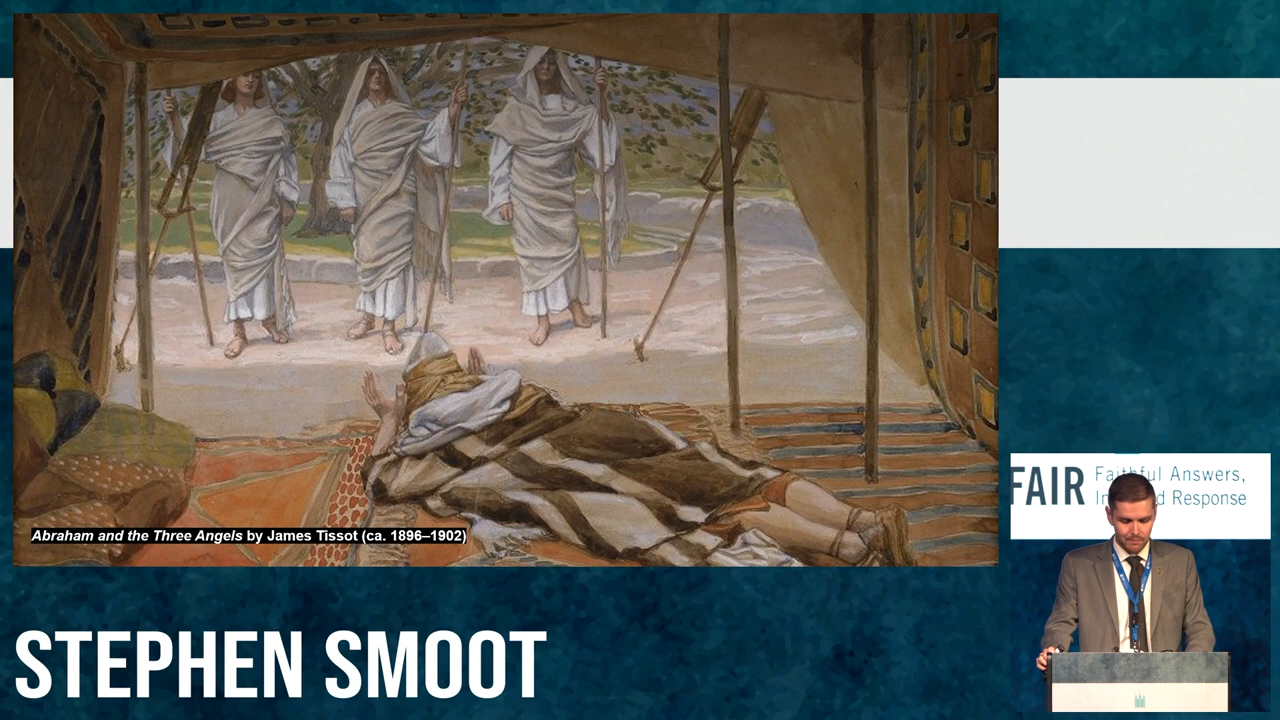 Abraham and the Three Angels by James Tissot (ca. 1896–1902)
FAIR
Faithful Answers,
Response
STEPHEN SMOOT